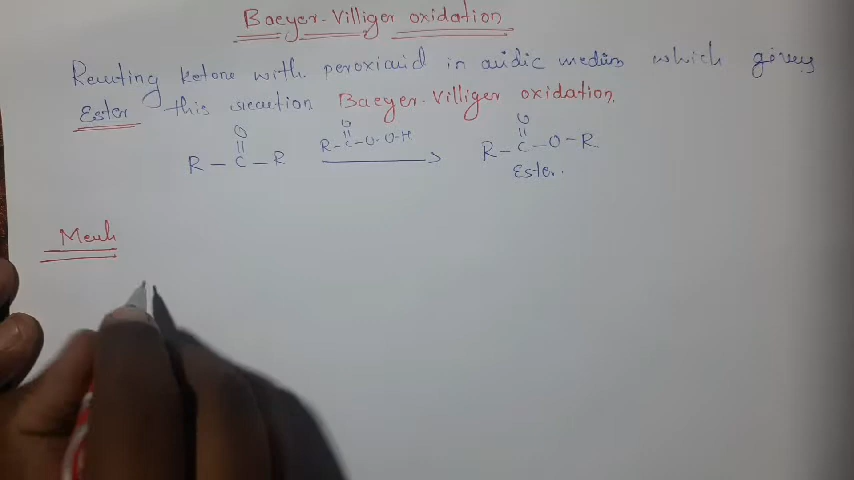 Baeyer-Villiger oxidation
Reacting ketone with peroxiacid in acidic medium which gives
Ester this reaction Baeyer-Villiger oxidation.
O O O
R-C-R R-C-O-O-H R-C-O-R
Ester.
Mech